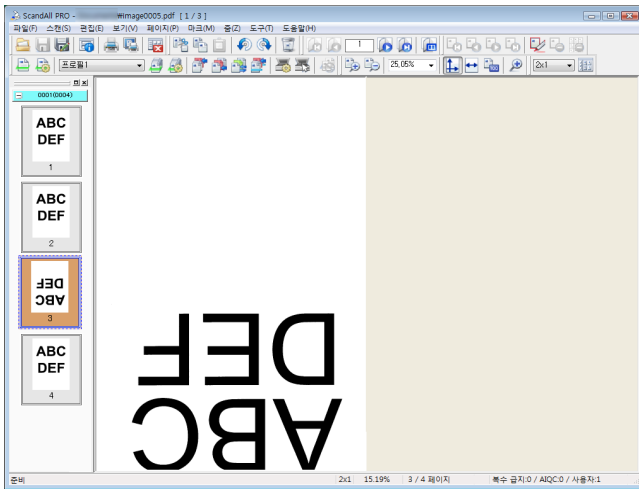 ScandAll PRO - #image0005.pdf [ 1 / 3 ]
파일(F) 스캔(S) 편집(E) 보기(V) 페이지(P) 마크(M) 줌(Z) 도구(T) 도움말(H)
1
프로필1 25,05% 2x1
0001(0004)
ABC
DEF
1
ABC
DEF
2
ABC
DEF
3
ABC
DEF
4
ABC
DEF
준비 2x1 15.19% 3 / 4 페이지 복수 급지:0 / AIQC:0 / 사용자:1